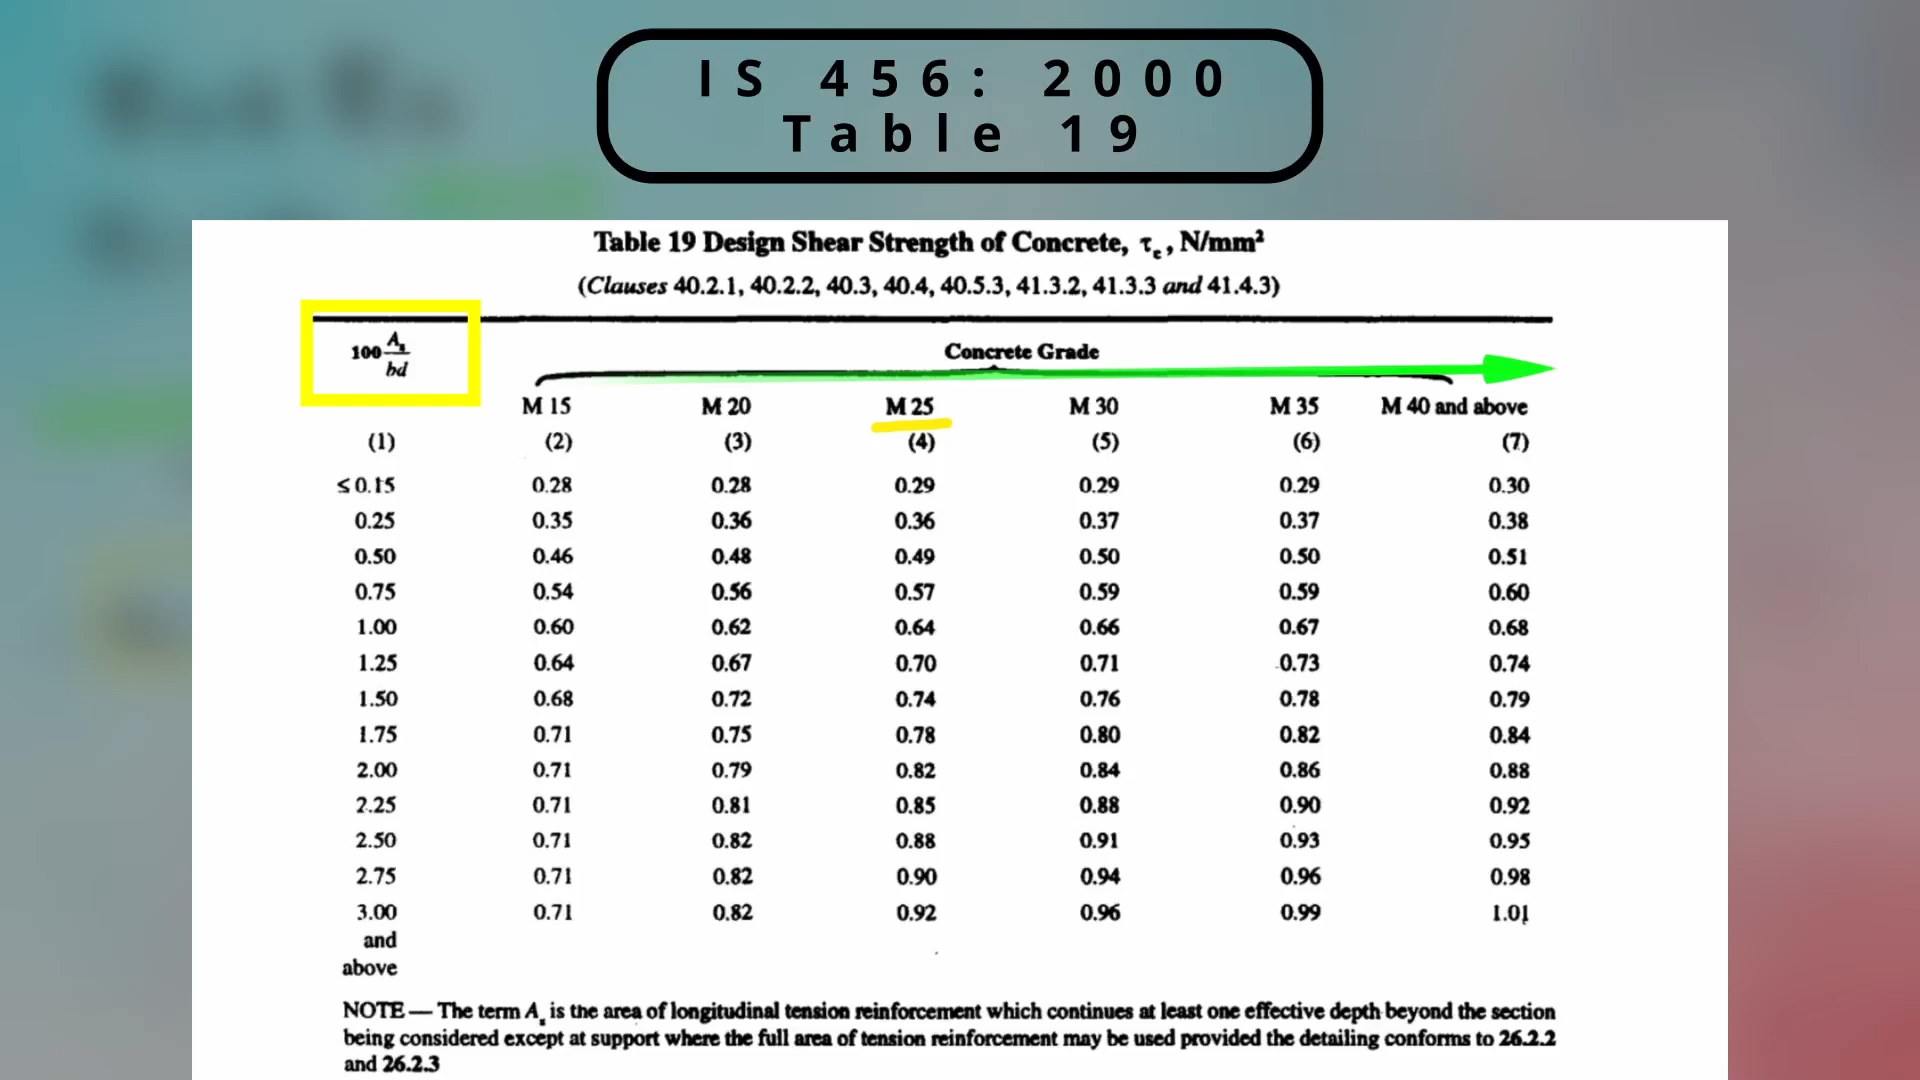 IS 456: 2000
Table 19
Table 19 Design Shear Strength of Concrete, τc, N/mm²
(Clauses 40.2.1, 40.2.2, 40.3, 40.4, 40.5.3, 41.3.2, 41.3.3 and 41.4.3)
100 As/bd Concrete Grade
M 15 M 20 M 25 M 30 M 35 M 40 and above
(1) (2) (3) (4) (5) (6) (7)
≤ 0.15 0.28 0.28 0.29 0.29 0.29 0.30
0.25 0.35 0.36 0.36 0.37 0.37 0.38
0.50 0.46 0.48 0.49 0.50 0.50 0.51
0.75 0.54 0.56 0.57 0.59 0.59 0.60
1.00 0.60 0.62 0.64 0.66 0.67 0.68
1.25 0.64 0.67 0.70 0.71 0.73 0.74
1.50 0.68 0.72 0.74 0.76 0.78 0.79
1.75 0.71 0.75 0.78 0.80 0.82 0.84
2.00 0.71 0.79 0.82 0.84 0.86 0.88
2.25 0.71 0.81 0.85 0.88 0.90 0.92
2.50 0.71 0.82 0.88 0.91 0.93 0.95
2.75 0.71 0.82 0.90 0.94 0.96 0.98
3.00 0.71 0.82 0.92 0.96 0.99 1.01
and
above
NOTE — The term As is the area of longitudinal tension reinforcement which continues at least one effective depth beyond the section
being considered except at support where the full area of tension reinforcement may be used provided the detailing conforms to 26.2.2
and 26.2.3